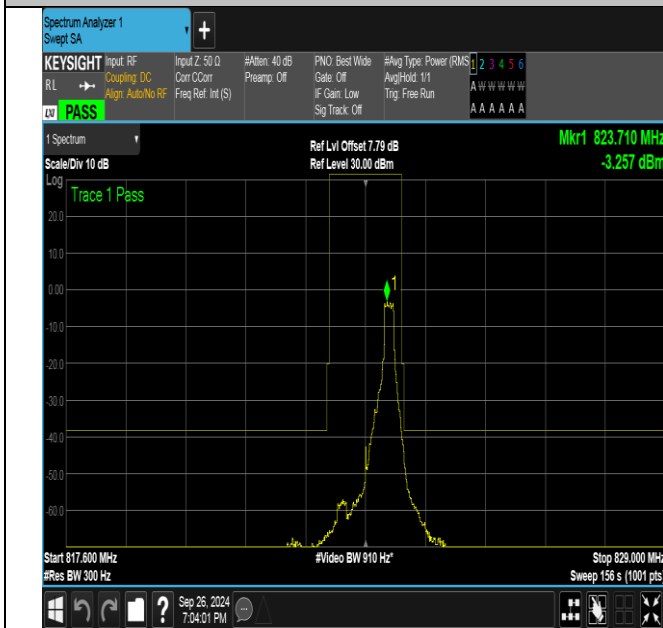 Spectrum Analyzer 1
Swept SA
+
KEYSIGHT
RL
LXI PASS
Input: RF
Coupling: DC
Align: Auto/No RF
Input Z: 50 Ω
Corr CCorr
Freq Ref: Int (S)
#Atten: 40 dB
Preamp: Off
PNO: Best Wide
Gate: Off
IF Gain: Low
Sig Track: Off
#Avg Type: Power (RMS
Avg|Hold: 1/1
Trig: Free Run
1 2 3 4 5 6
A W W W W W
A A A A A A
1 Spectrum
Scale/Div 10 dB
Ref Lvl Offset 7.79 dB
Ref Level 30.00 dBm
Mkr1 823.710 MHz
-3.257 dBm
Log
Trace 1 Pass
20.0
10.0
0.00
1
-10.0
-20.0
-30.0
-40.0
-50.0
-60.0
Start 817.600 MHz
#Video BW 910 Hz*
Stop 829.000 MHz
#Res BW 300 Hz
Sweep 156 s (1001 pts)
?
Sep 26, 2024
7:04:01 PM